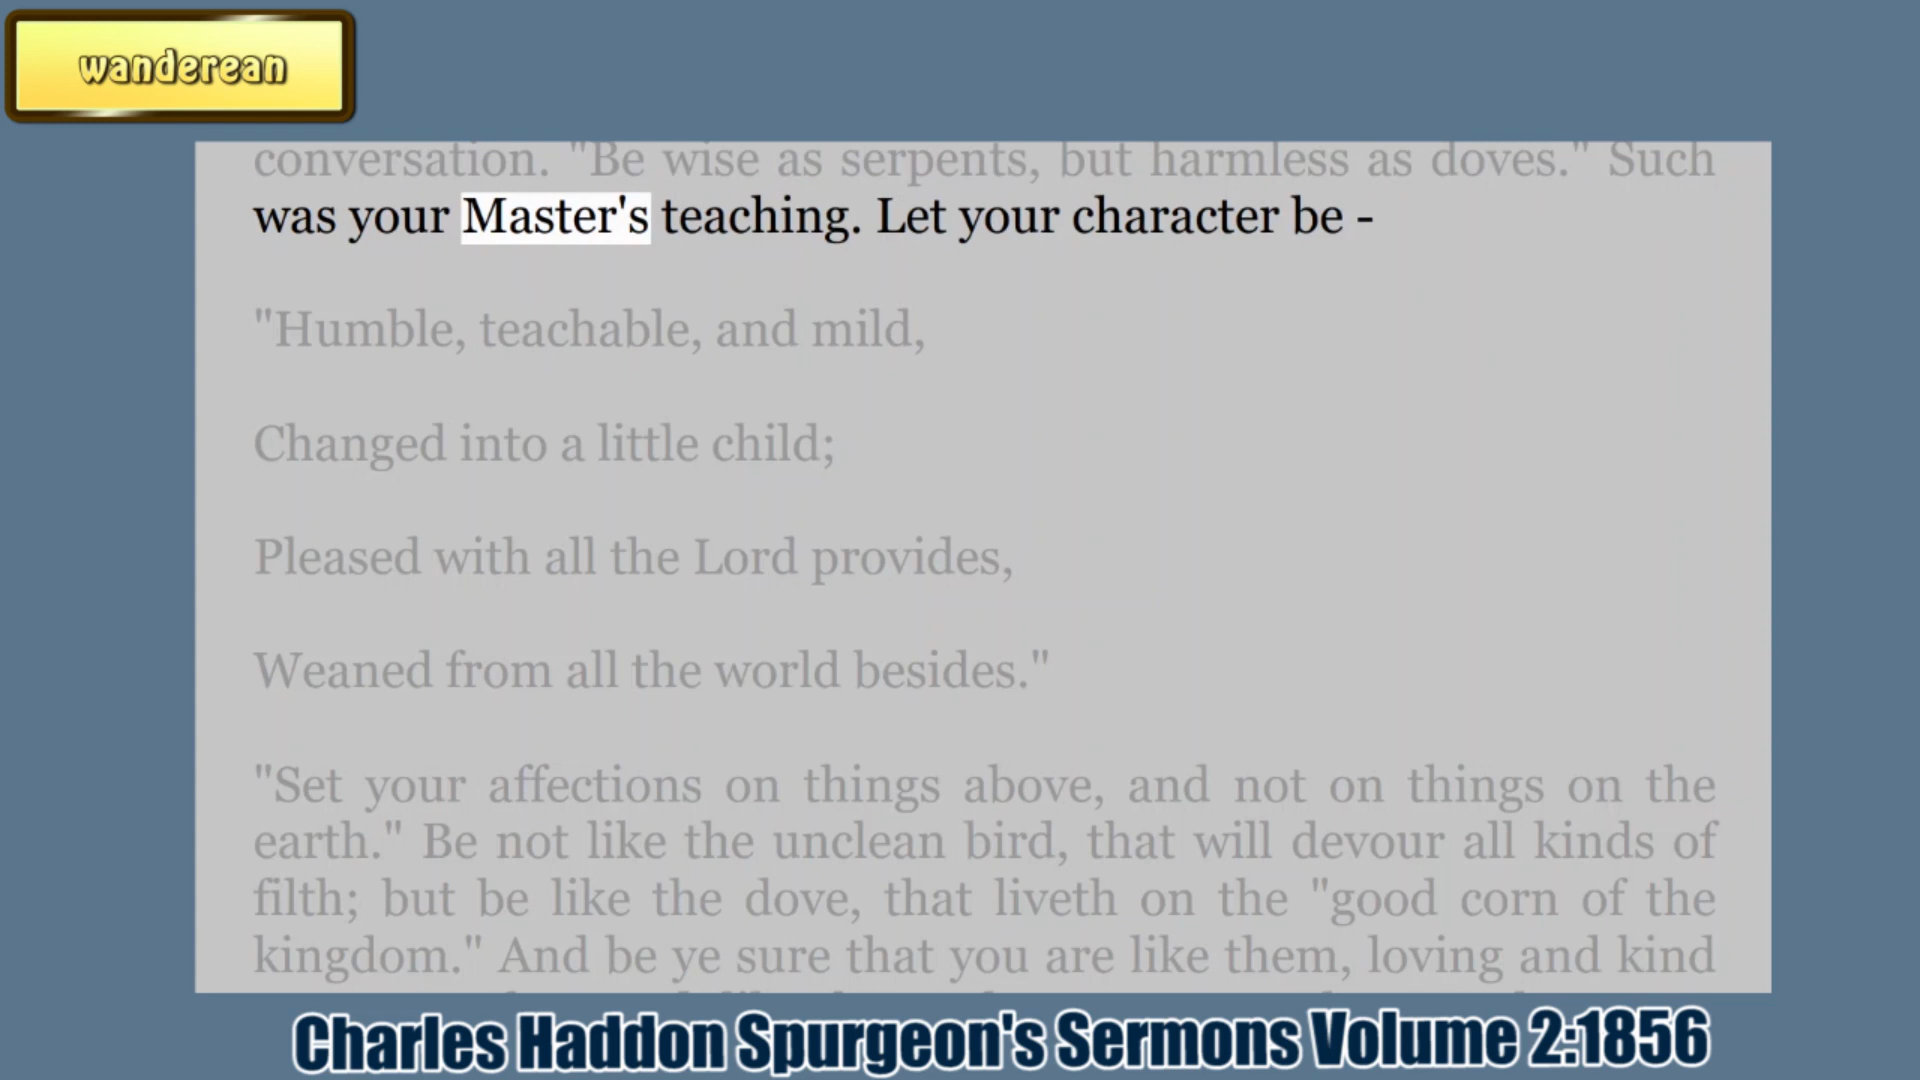 wanderean
conversation. "Be wise as serpents, but harmless as doves." Such
was your Master's teaching. Let your character be -
"Humble, teachable, and mild,
Changed into a little child;
Pleased with all the Lord provides,
Weaned from all the world besides."
"Set your affections on things above, and not on things on the
earth." Be not like the unclean bird, that will devour all kinds of
filth; but be like the dove, that liveth on the "good corn of the
kingdom." And be ye sure that you are like them, loving and kind
Charles Haddon Spurgeon's Sermons Volume 2:1856